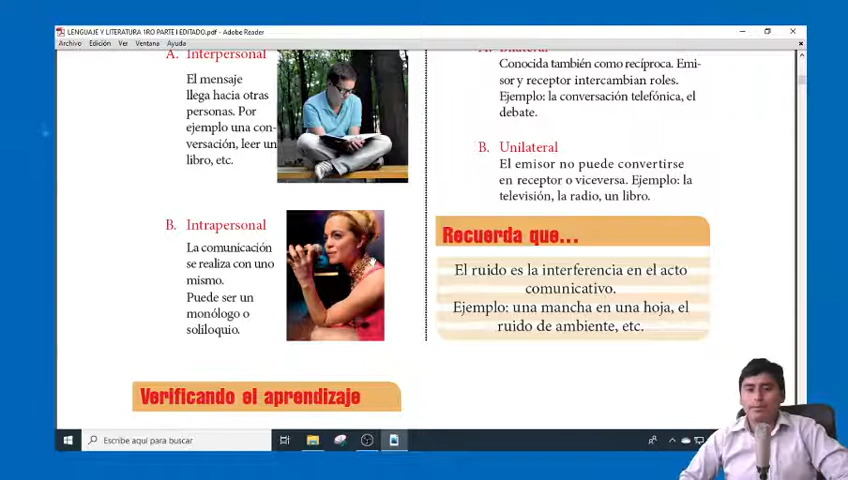 LENGUAJE Y LITERATURA 1RO PARTE I EDITADO.pdf - Adobe Reader
Archivo Edición Ver Ventana Ayuda
A. Interpersonal
El mensaje
llega hacia otras
personas. Por
ejemplo una con-
versación, leer un
libro, etc.
B. Intrapersonal
La comunicación
se realiza con uno
mismo.
Puede ser un
monólogo o
soliloquio.
Verificando el aprendizaje
A. Bilateral
Conocida también como recíproca. Emi-
sor y receptor intercambian roles.
Ejemplo: la conversación telefónica, el
debate.
B. Unilateral
El emisor no puede convertirse
en receptor o viceversa. Ejemplo: la
televisión, la radio, un libro.
Recuerda que...
El ruido es la interferencia en el acto
comunicativo.
Ejemplo: una mancha en una hoja, el
ruido de ambiente, etc.
Escribe aquí para buscar